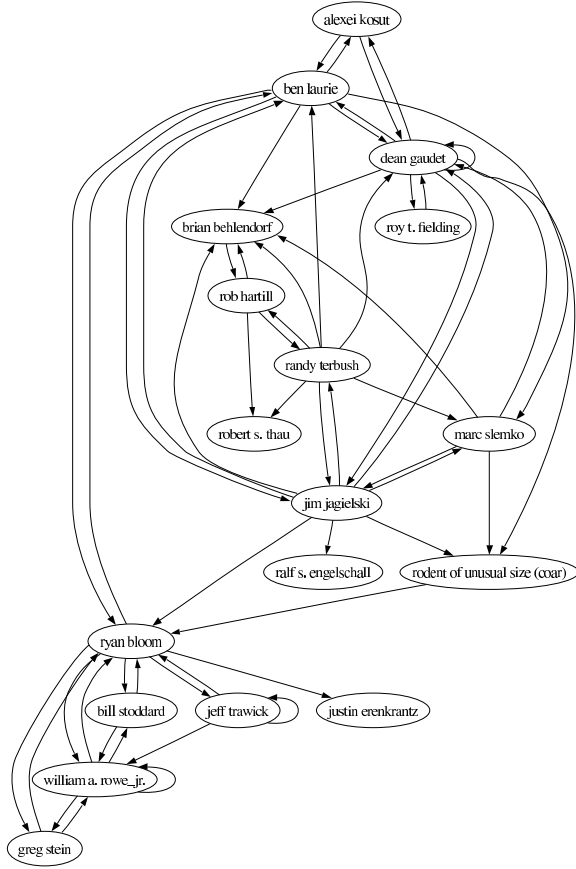 alexei kosut
ben laurie
dean gaudet
brian behlendorf
roy t. fielding
rob hartill
randy terbush
robert s. thau
marc slemko
jim jagielski
ralf s. engelschall
rodent of unusual size (coar)
ryan bloom
bill stoddard
jeff trawick
justin erenkrantz
william a. rowe_jr.
greg stein